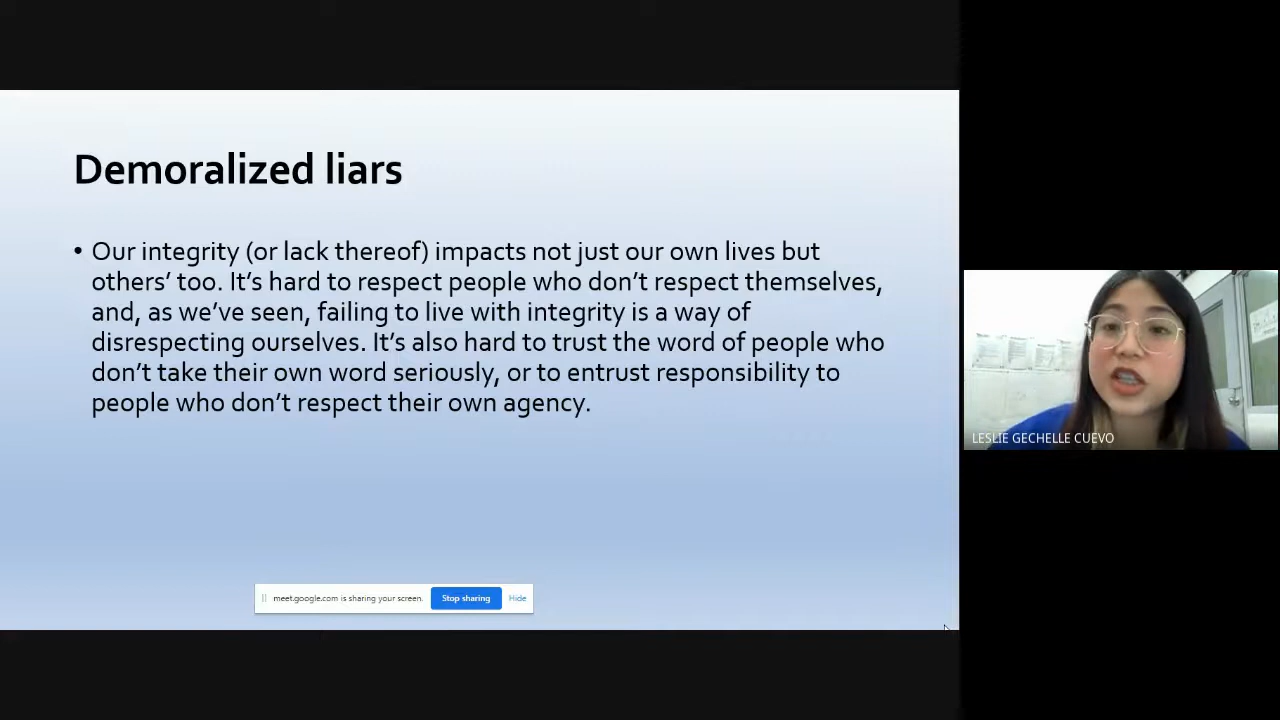 Demoralized liars
• Our integrity (or lack thereof) impacts not just our own lives but
others’ too. It’s hard to respect people who don’t respect themselves,
and, as we’ve seen, failing to live with integrity is a way of
disrespecting ourselves. It’s also hard to trust the word of people who
don’t take their own word seriously, or to entrust responsibility to
people who don’t respect their own agency.
meet.google.com is sharing your screen. Stop sharing Hide
LESLIE GECHELLE CUEVO